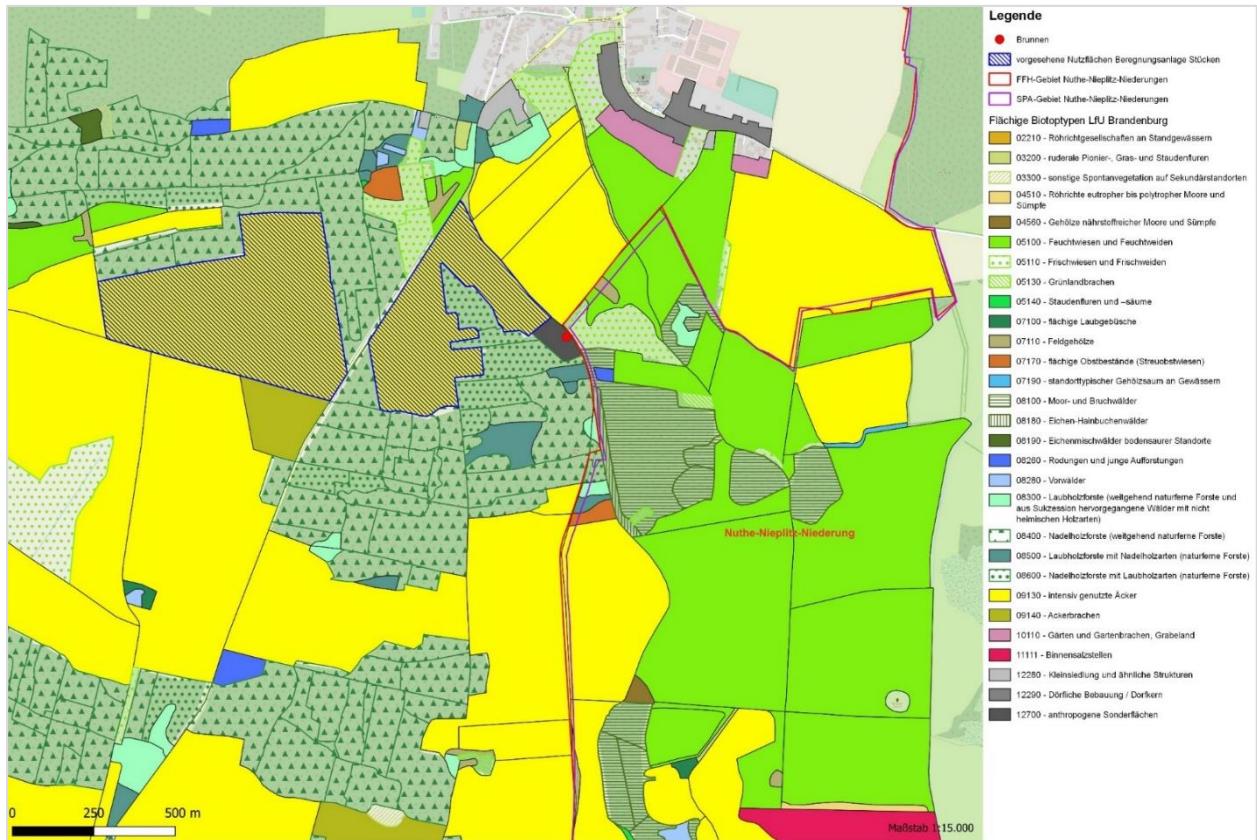 Legende
Brunnen
vorgesehene Nutzflächen Beregnungsanlage Stücken
FFH-Gebiet Nuthe-Nieplitz-Niederungen
SPA-Gebiet Nuthe-Nieplitz-Niederungen
Flächige Biotoptypen LfU Brandenburg
02210 - Röhrichtgesellschaften an Standgewässern
03200 - ruderale Pionier-, Gras- und Staudenfuren
03300 - sonstige Spontanvegetation auf Sekundärstandorten
04510 - Röhrichte eutropher bis polytropher Moore und
Sümpfe
04560 - Gehölze nährstoffreicher Moore und Sümpfe
05100 - Feuchtwiesen und Feuchtweiden
05110 - Frischwiesen und Frischweiden
05130 - Grünlandbrachen
05140 - Staudenfuren und –säume
07100 - flächige Laubgebüsche
07110 - Feldgehölze
07170 - flächige Obstbestände (Streuobstwiesen)
07190 - standorttypischer Gehölzsaum an Gewässern
08100 - Moor- und Bruchwälder
08180 - Eichen-Hainbuchenwälder
08190 - Eichenmischwälder bodensaurer Standorte
08260 - Rodungen und junge Aufforstungen
08280 - Vorwälder
08300 - Laubholzforste (weitgehend naturferne Forste und
aus Sukzession hervorgegangene Wälder mit nicht
heimischen Holzarten)
08400 - Nadelholzforste (weitgehend naturferne Forste)
08500 - Laubholzforste mit Nadelholzarten (naturferne Forste)
08600 - Nadelholzforste mit Laubholzarten (naturferne Forste)
09130 - intensiv genutzte Äcker
09140 - Ackerbrachen
10110 - Gärten und Gartenbrachen, Grabeland
11111 - Binnensalzstellen
12280 - Kleinsiedlung und ähnliche Strukturen
12290 - Dörfliche Bebauung / Dorfkern
12700 - anthropogene Sonderflächen
Nuthe-Nieplitz-Niederung
0 250 500 m
Maßstab 1:15.000